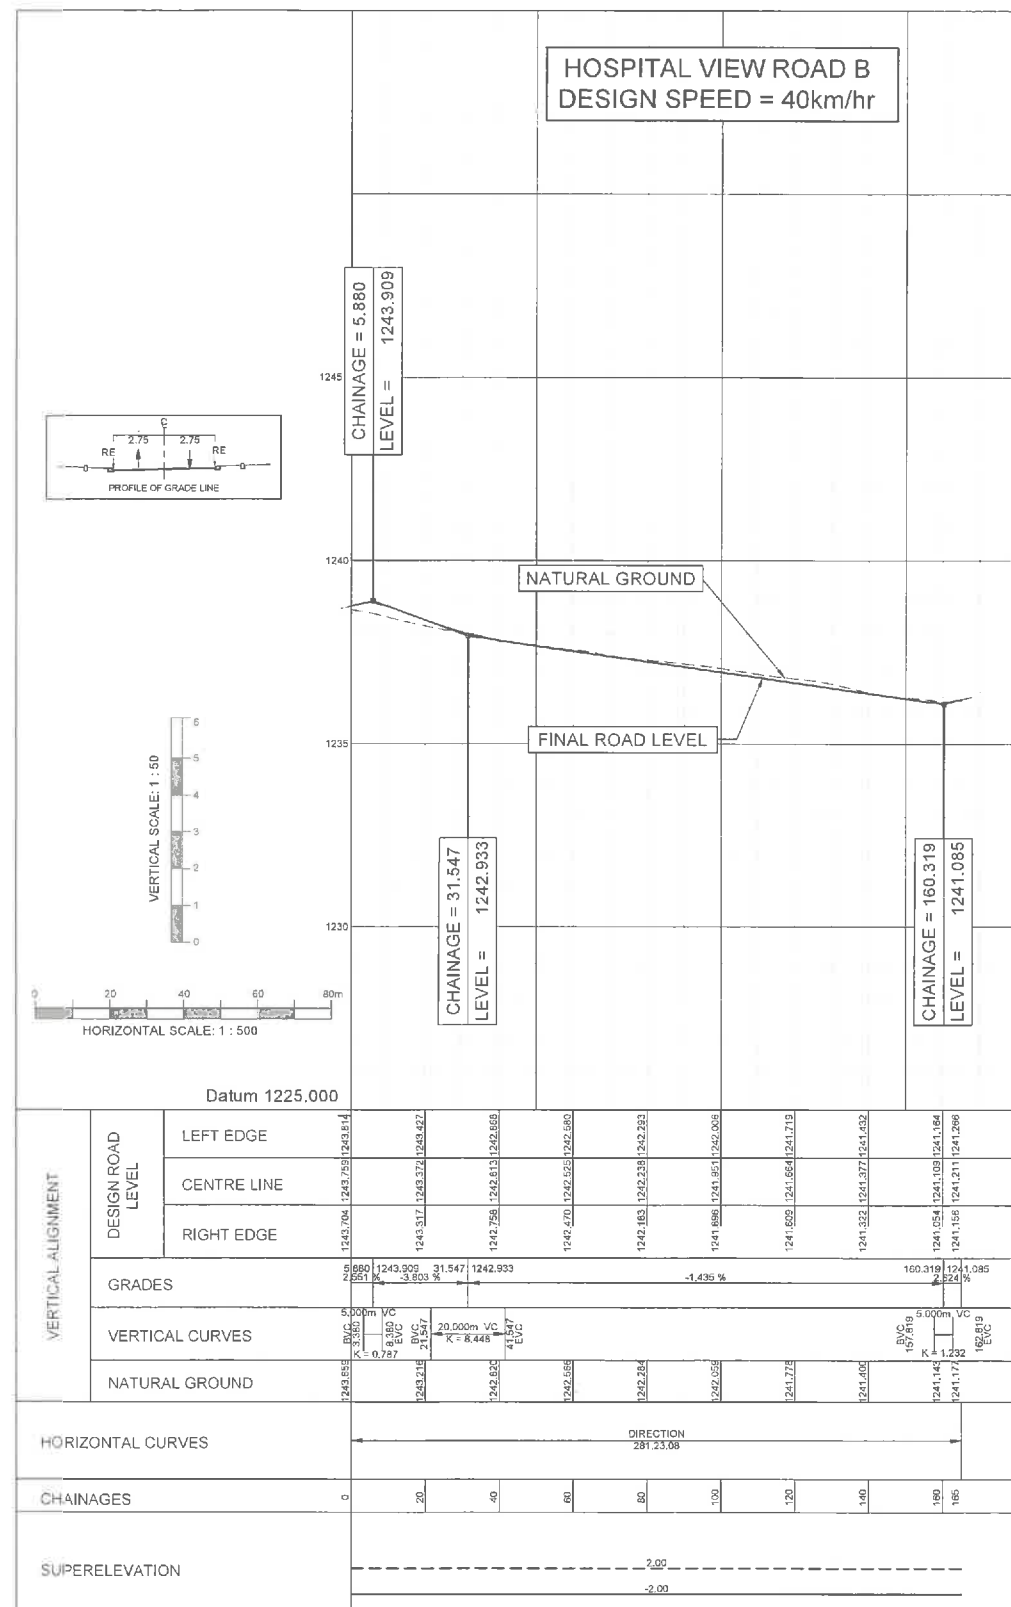 HOSPITAL VIEW ROAD B
DESIGN SPEED = 40km/hr
CHAINAGE = 5.880
LEVEL = 1243.909
1245
2.75 2.75
RE RE
PROFILE OF GRADE LINE
1240
NATURAL GROUND
FINAL ROAD LEVEL
1235
VERTICAL SCALE: 1 : 50
6
5
4
3
2
1
0
CHAINAGE = 31.547
LEVEL = 1242.933
CHAINAGE = 160.319
LEVEL = 1241.085
1230
0 20 40 60 80m
HORIZONTAL SCALE: 1 : 500
Datum 1225.000
VERTICAL ALIGNMENT
DESIGN ROAD LEVEL
LEFT EDGE 1243.814 1243.427 1242.868 1242.580 1242.293 1242.006 1241.719 1241.432 1241.164 1241.266
CENTRE LINE 1243.759 1243.372 1242.813 1242.525 1242.238 1241.951 1241.664 1241.377 1241.109 1241.211
RIGHT EDGE 1243.704 1243.317 1242.758 1242.470 1242.183 1241.896 1241.609 1241.322 1241.054 1241.156
GRADES 5.880 1243.909 31.547 1242.933 160.319 1241.085
2.551 % -3.803 % -1.435 % 2.624 %
VERTICAL CURVES
5.000m VC
BVC 3.380 8.380 EVC
K = 0.787
BVC 21.547 20.000m VC 41.547 EVC
K = 8.448
5.000m VC
BVC 157.819 162.819 EVC
K = 1.232
NATURAL GROUND 1243.659 1243.216 1242.820 1242.566 1242.284 1242.059 1241.778 1241.400 1241.143 1241.177
HORIZONTAL CURVES
DIRECTION
281.23.08
CHAINAGES 0 20 40 60 80 100 120 140 160 165
SUPERELEVATION
2.00
-2.00